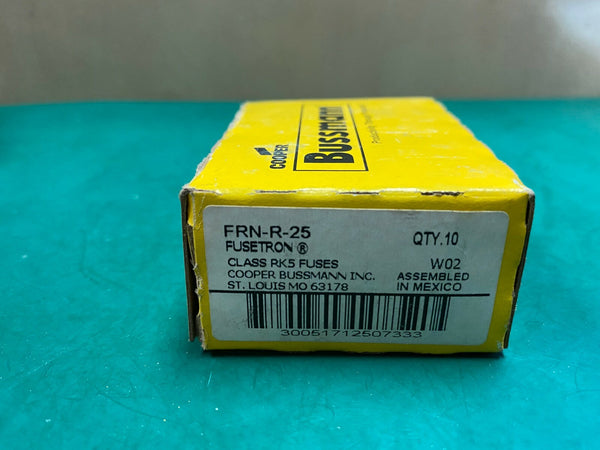 COOPER
Bussmann
FRN-R-25
FUSETRON ®
CLASS RK5 FUSES
COOPER BUSSMANN INC.
ST. LOUIS MO 63178
QTY.10
W02
ASSEMBLED
IN MEXICO
30051712507333